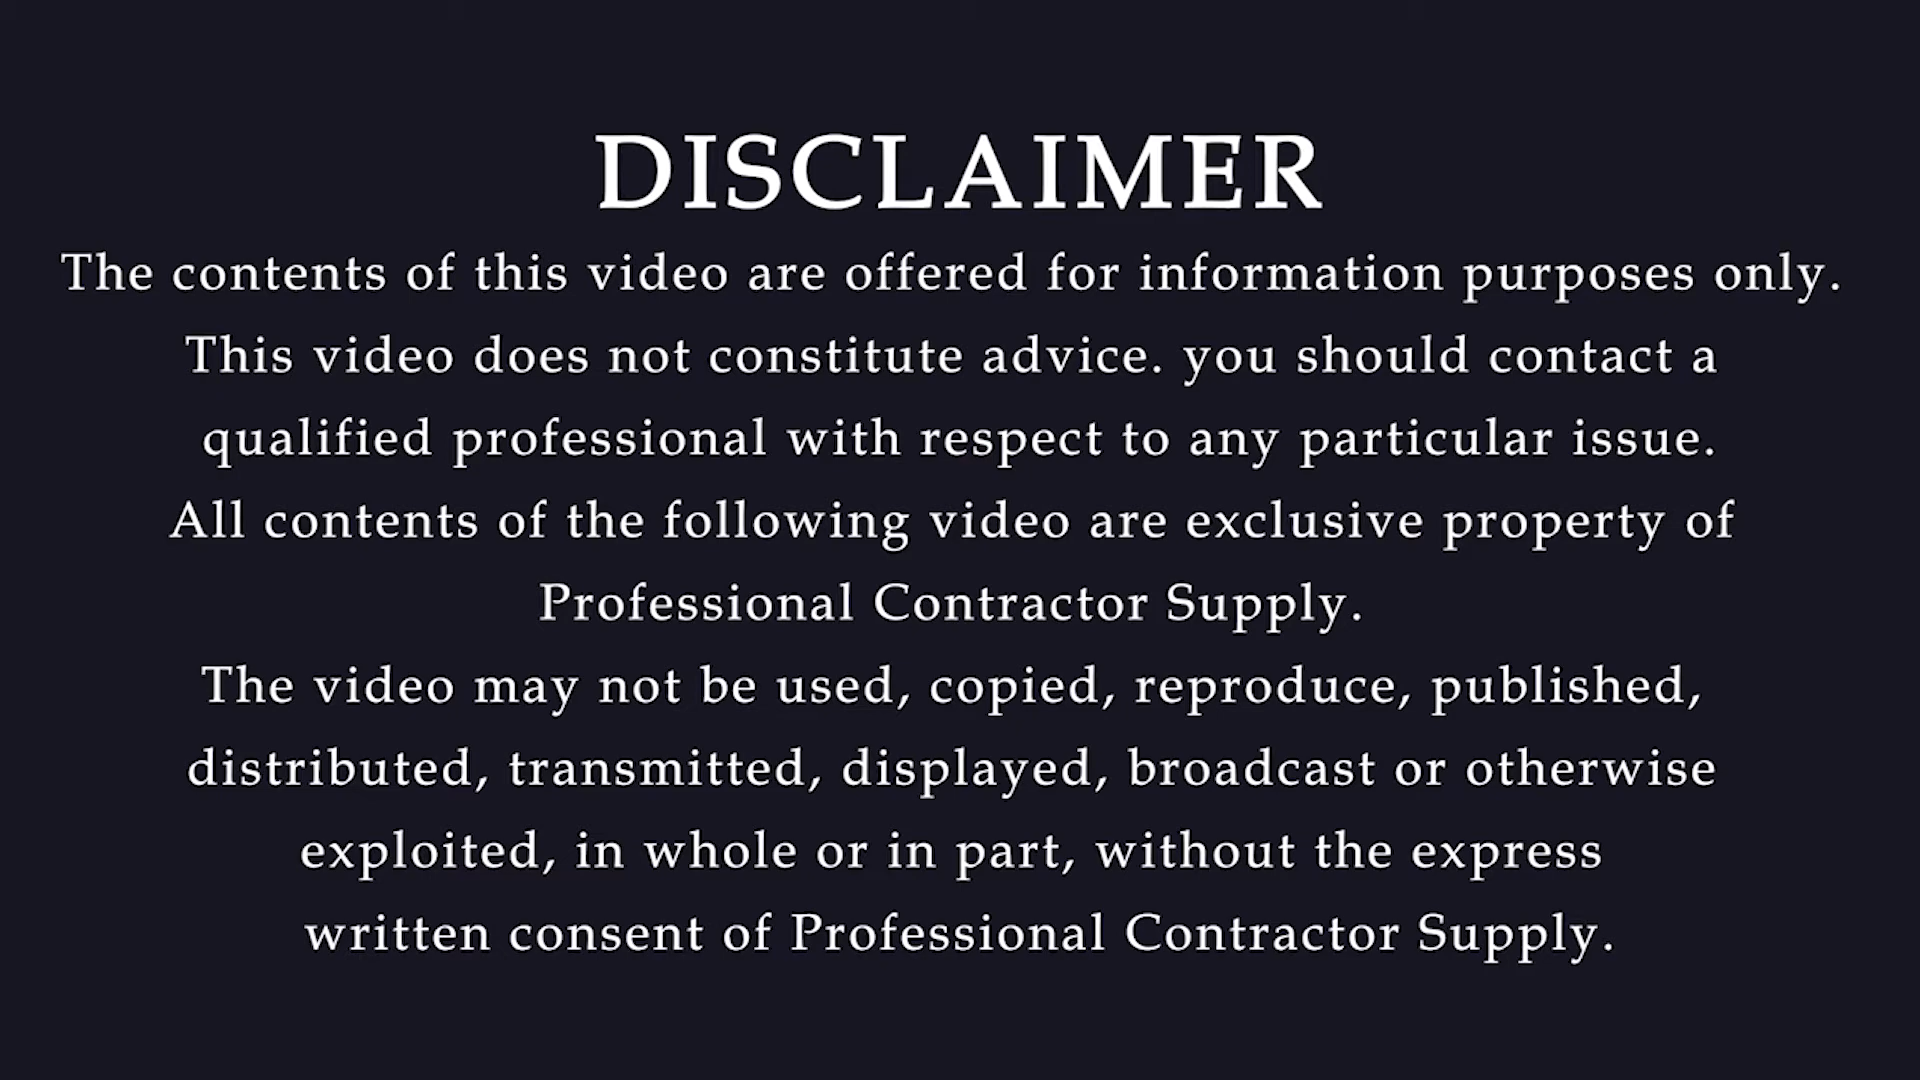 DISCLAIMER
The contents of this video are offered for information purposes only.
This video does not constitute advice. you should contact a
qualified professional with respect to any particular issue.
All contents of the following video are exclusive property of
Professional Contractor Supply.
The video may not be used, copied, reproduce, published,
distributed, transmitted, displayed, broadcast or otherwise
exploited, in whole or in part, without the express
written consent of Professional Contractor Supply.